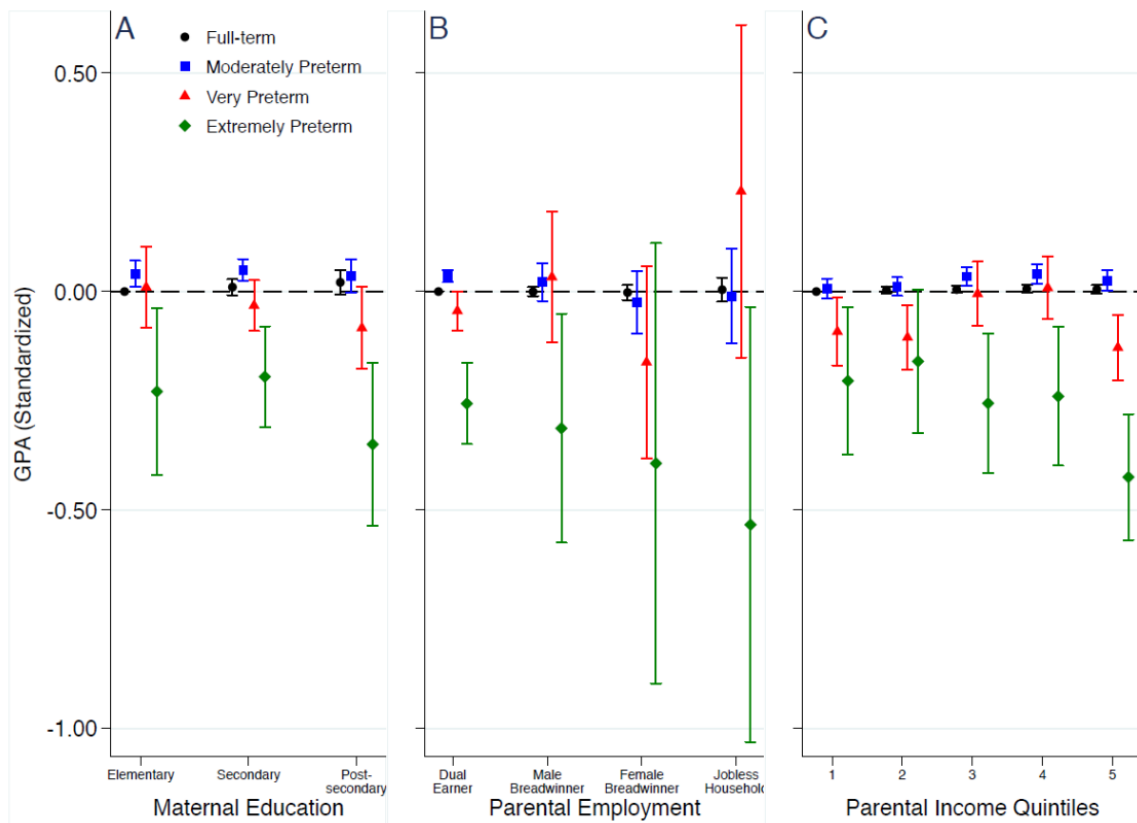 A
B
C
Full-term
Moderately Preterm
Very Preterm
Extremely Preterm
GPA (Standardized)
0.50
0.00
-0.50
-1.00
Elementary
Secondary
Post-
secondary
Maternal Education
Dual
Earner
Male
Breadwinner
Female
Breadwinner
Jobless
Household
Parental Employment
1 2 3 4 5
Parental Income Quintiles